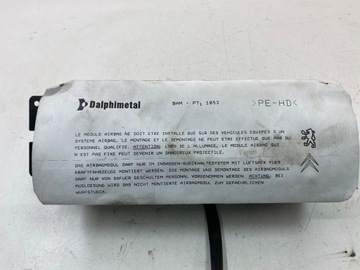 Dalphimetal BAM - PT1 1052 >PE-HD<
LE MODULE AIRBAG NE DOIT ETRE INSTALLE QUE SUR DES VEHICULES EQUIPES D UN
SYSTEME AIRBAG, LE MONTAGE ET LE DEMONTAGE NE PEUT ETRE EFFECTUE QUE PAR DU
PERSONNEL QUALIFIE. ATTENTION: LORS DE L'ALLUMAGE, LE MODULE AIRBAG QUI
N'EST PAS FIXE PEUT DEVENIR UN DANGEREUX PROJECTILE.
DAS AIRBAGMODUL DARF NUR IM INSASSEN-RUECKHALTESYSTEM MIT LUFTSACK FUER
KRAFTFAHRZEUGE MONTIERT WERDEN. DIE MONTAGE UND DEMONTAGE DES AIRBAGMODULS
DARF NUR VON DAFUER GESCHULTEM PERSONAL VORGENOMMEN WERDEN. ACHTUNG: BEI
AUSLOESUNG WIRD DAS NICHT MONTIERTE AIRBAGMODUL ZUM GEFAEHRLICHEN
WURFSTUECK.